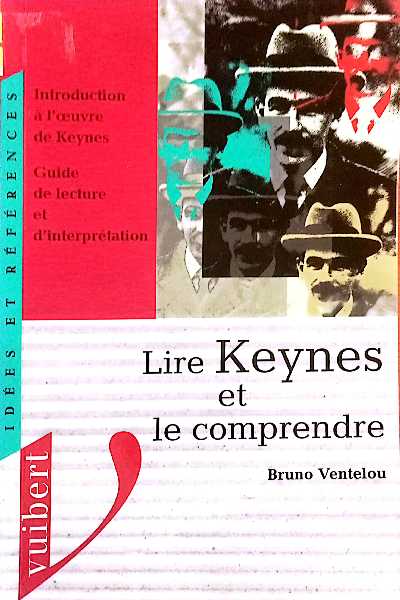 Introduction
à l'œuvre
de Keynes
Guide
de lecture
et
d'interprétation
IDÉES ET RÉFÉRENCES
Lire Keynes
et
le comprendre
Bruno Ventelou
vuibert